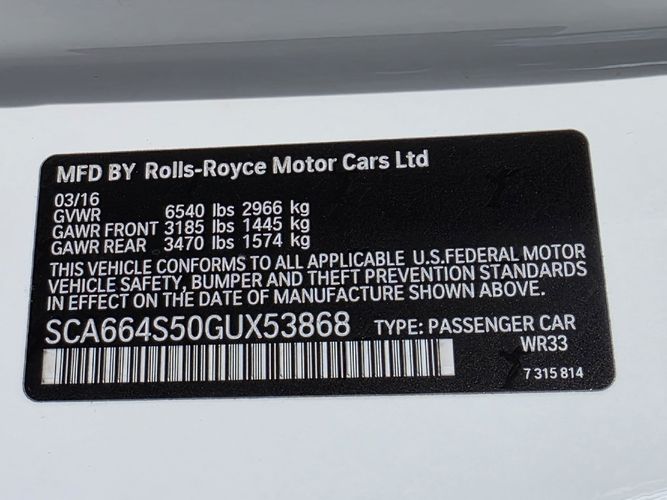 MFD BY Rolls-Royce Motor Cars Ltd
03/16
GVWR 6540 lbs 2966 kg
GAWR FRONT 3185 lbs 1445 kg
GAWR REAR 3470 lbs 1574 kg
THIS VEHICLE CONFORMS TO ALL APPLICABLE U.S.FEDERAL MOTOR
VEHICLE SAFETY, BUMPER AND THEFT PREVENTION STANDARDS
IN EFFECT ON THE DATE OF MANUFACTURE SHOWN ABOVE.
SCA664S50GUX53868 TYPE: PASSENGER CAR
WR33
7 315 814